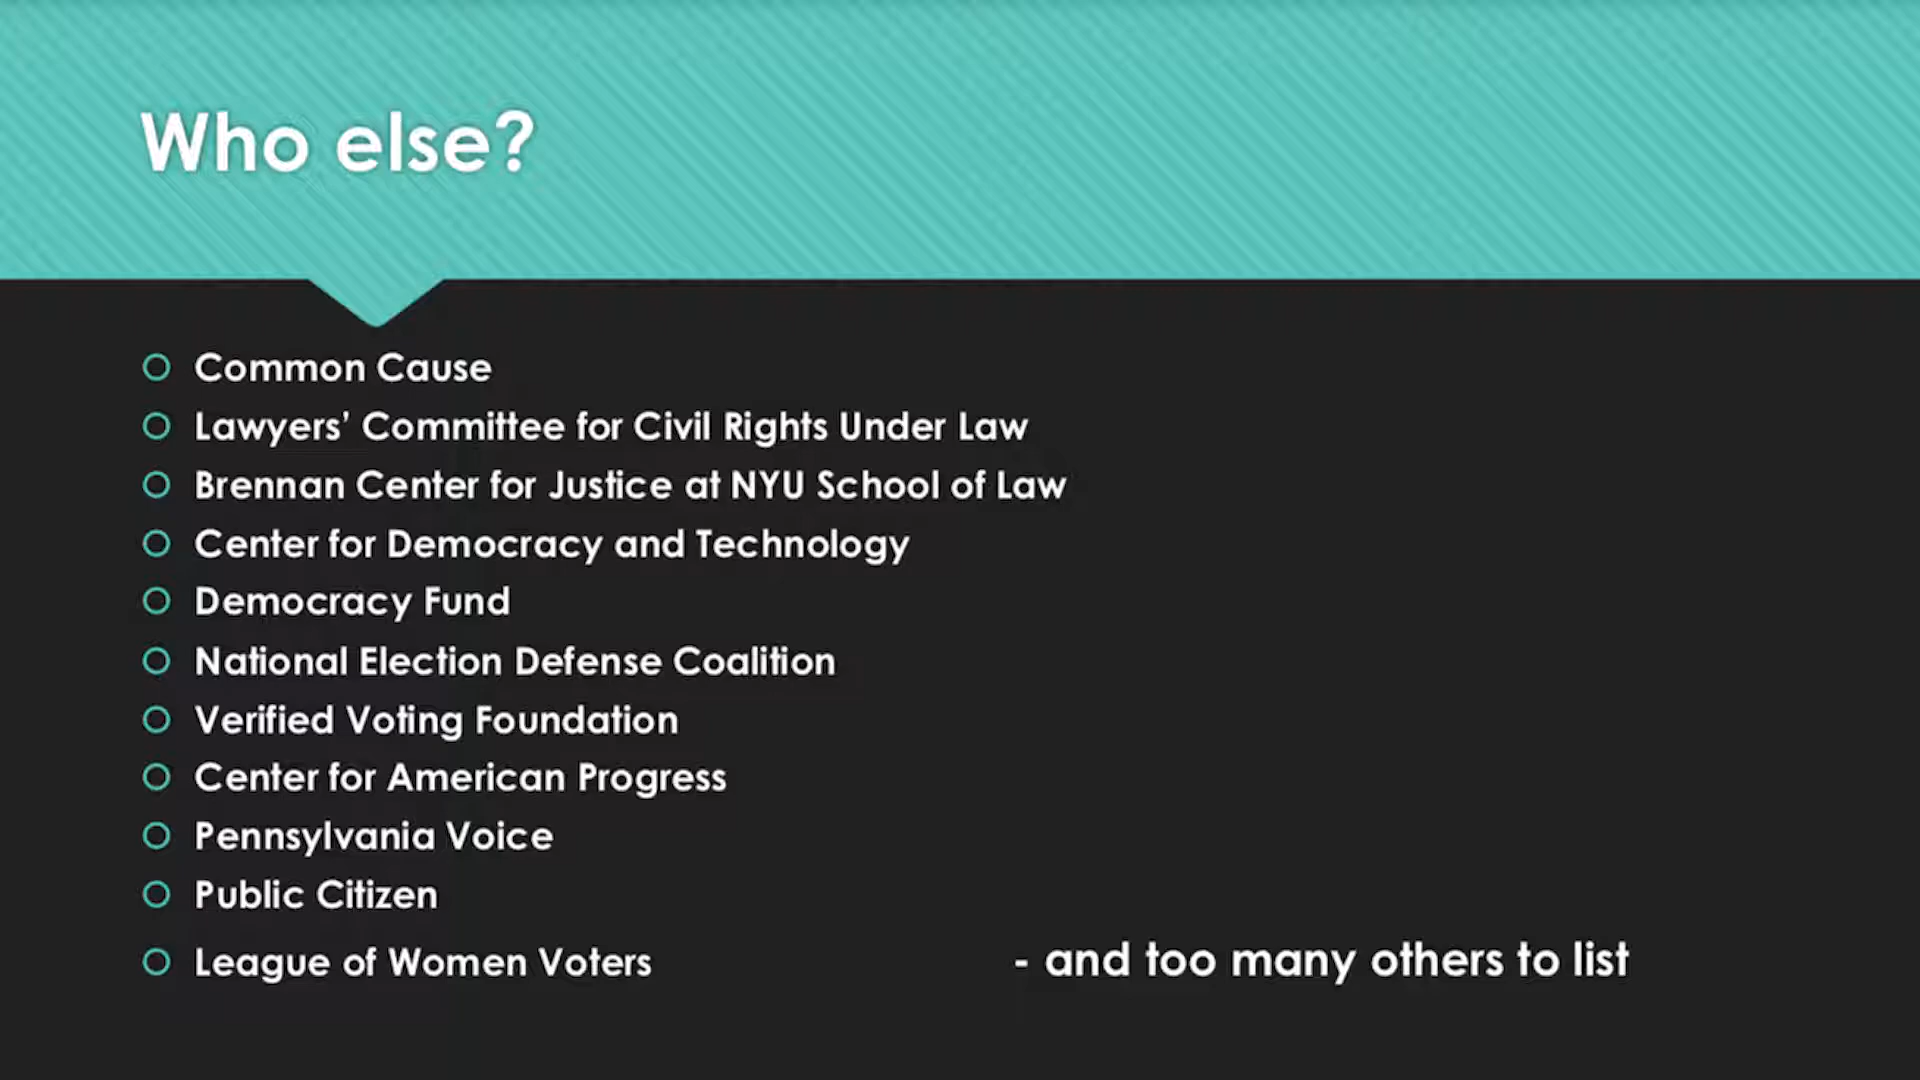 Who else?
Common Cause
Lawyers’ Committee for Civil Rights Under Law
Brennan Center for Justice at NYU School of Law
Center for Democracy and Technology
Democracy Fund
National Election Defense Coalition
Verified Voting Foundation
Center for American Progress
Pennsylvania Voice
Public Citizen
League of Women Voters - and too many others to list